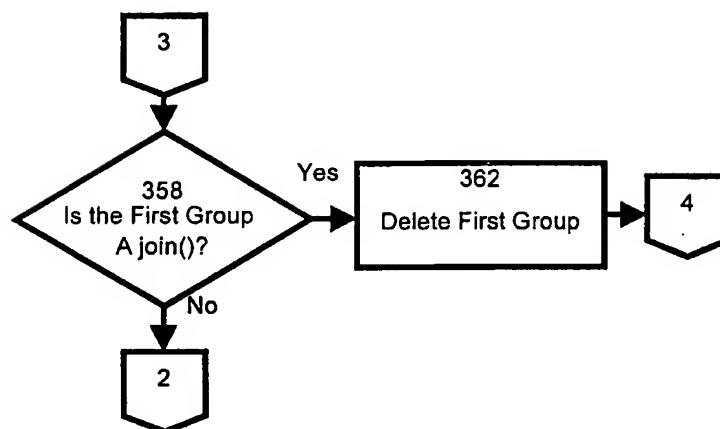 3
358
Is the First Group
A join()?
Yes
362
Delete First Group
4
No
2